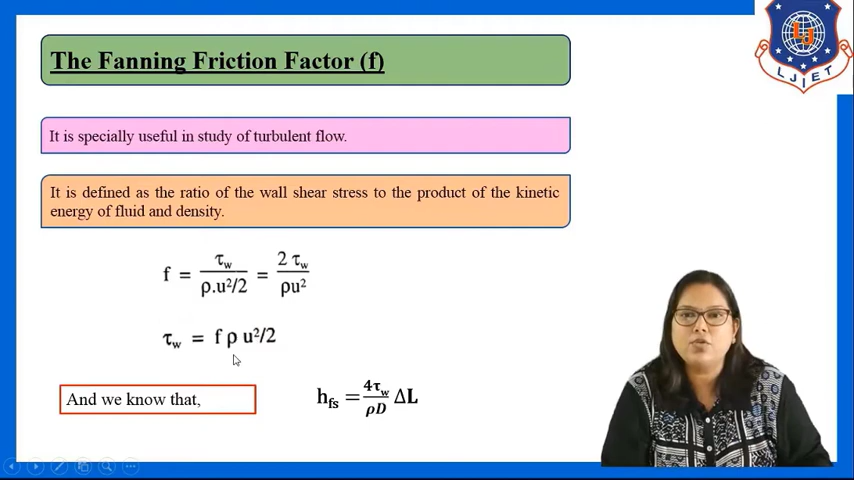 The Fanning Friction Factor (f)
LJIET
It is specially useful in study of turbulent flow.
It is defined as the ratio of the wall shear stress to the product of the kinetic
energy of fluid and density.
f = τw / ρ.u²/2 = 2 τw / ρu²
τw = f ρ u²/2
And we know that,
hfs = 4τw / ρD ΔL